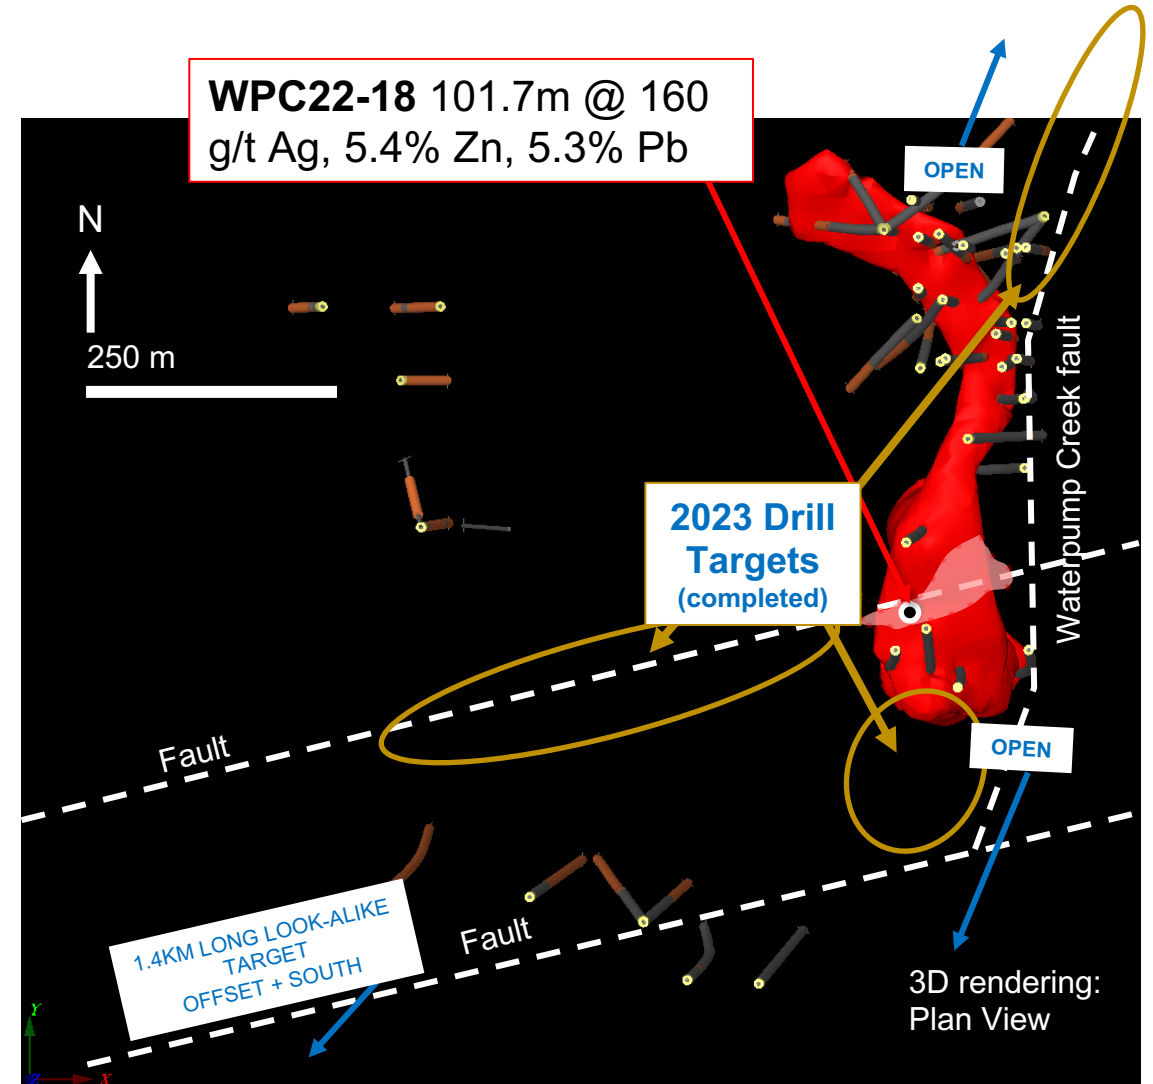 WPC22-18 101.7m @ 160
g/t Ag, 5.4% Zn, 5.3% Pb
OPEN
N
250 m
Waterpump Creek fault
2023 Drill
Targets
(completed)
Fault
OPEN
1.4KM LONG LOOK-ALIKE
TARGET
OFFSET + SOUTH
Fault
3D rendering:
Plan View
Y
Z
X